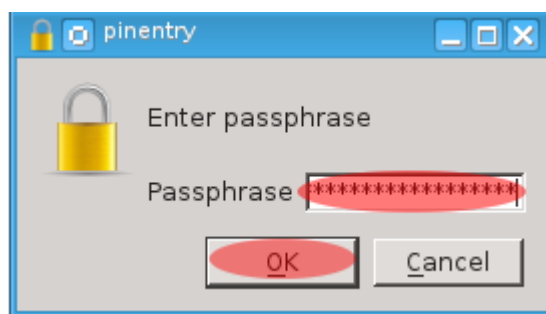 pinentry
Enter passphrase
Passphrase *****************
OK Cancel